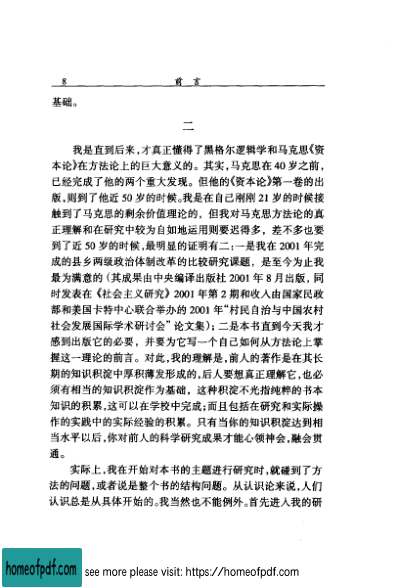 8 前言
基础。
二
我是直到后来，才真正懂得了黑格尔逻辑学和马克思《资
本论》在方法论上的巨大意义的。其实，马克思在 40 岁之前，
已经完成了他的两个重大发现。但他的《资本论》第一卷的出
版，则到了他近 50 岁的时候。我是在自己刚刚 21 岁的时候接
触到了马克思的剩余价值理论的，但我对马克思方法论的真
正理解和在研究中较为自如地运用则要迟得多，差不多也要
到了近 50 岁的时候，最明显的证明有二：一是我在 2001 年完
成的县乡两级政治体制改革的比较研究课题，是至今为止我
最为满意的（其成果由中央编译出版社 2001 年 8 月出版，同
时发表在《社会主义研究》2001 年第 2 期和收入由国家民政
部和美国卡特中心联合举办的 2001 年“村民自治与中国农村
社会发展国际学术研讨会”论文集）；二是本书直到今天我才
感到出版它的必要，并要为它写一个自己如何从方法论上掌
握这一理论的前言。对此，我的理解是，前人的著作是在其长
期的知识积淀中厚积薄发形成的，后人要想真正理解它，也必
须有相当的知识积淀作为基础，这种积淀不光指纯粹的书本
知识的积累，这可以在学校中完成；而且包括在研究和实际操
作的实践中的实际经验的积累。只有当你的知识积淀达到相
当水平以后，你对前人的科学研究成果才能心领神会，融会贯
通。
实际上，我在开始对本书的主题进行研究时，就碰到了方
法的问题，或者说是整个书的结构问题。从认识论来说，人们
认识总是从具体开始的。我当然也不能例外。首先进入我的研
homeofpdf.com see more please visit: https://homeofpdf.com